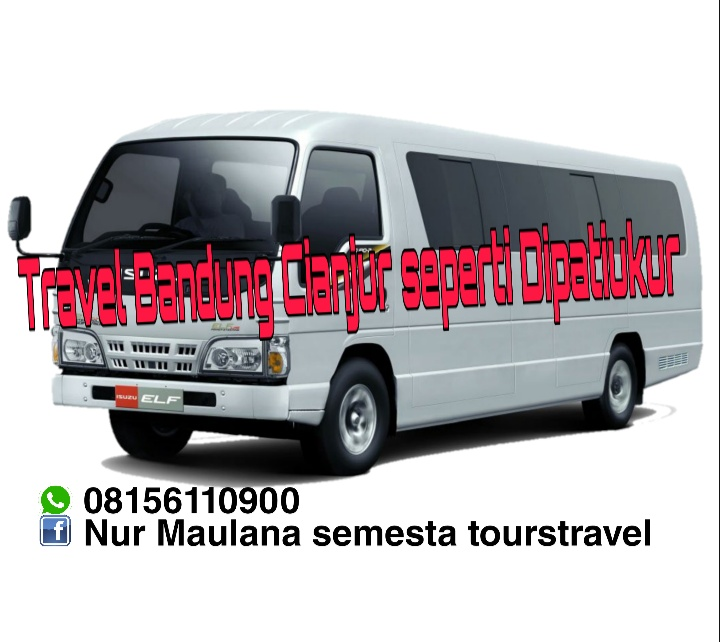 Travel Bandung Cianjur seperti Dipatiukur
ISUZU ELF
08156110900
Nur Maulana semesta tourstravel